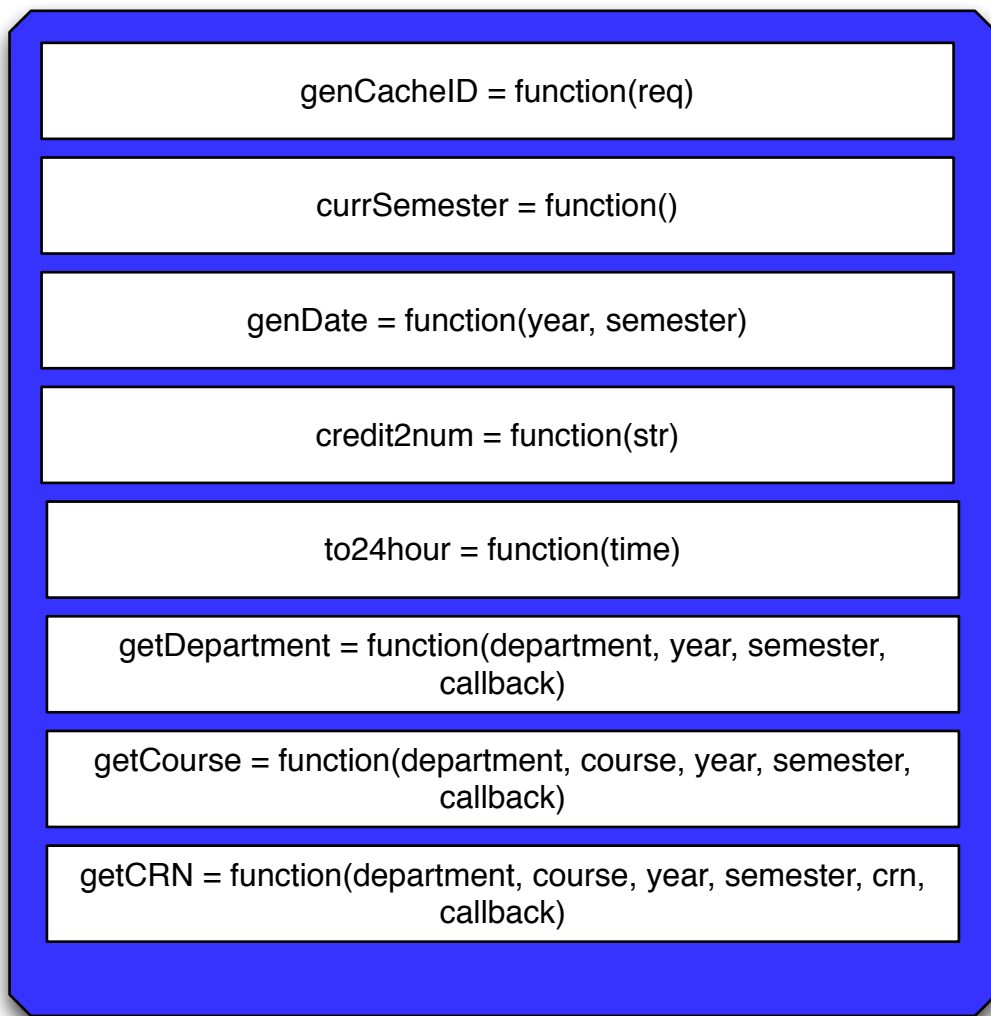 genCacheID = function(req)
currSemester = function()
genDate = function(year, semester)
credit2num = function(str)
to24hour = function(time)
getDepartment = function(department, year, semester,
callback)
getCourse = function(department, course, year, semester,
callback)
getCRN = function(department, course, year, semester, crn,
callback)